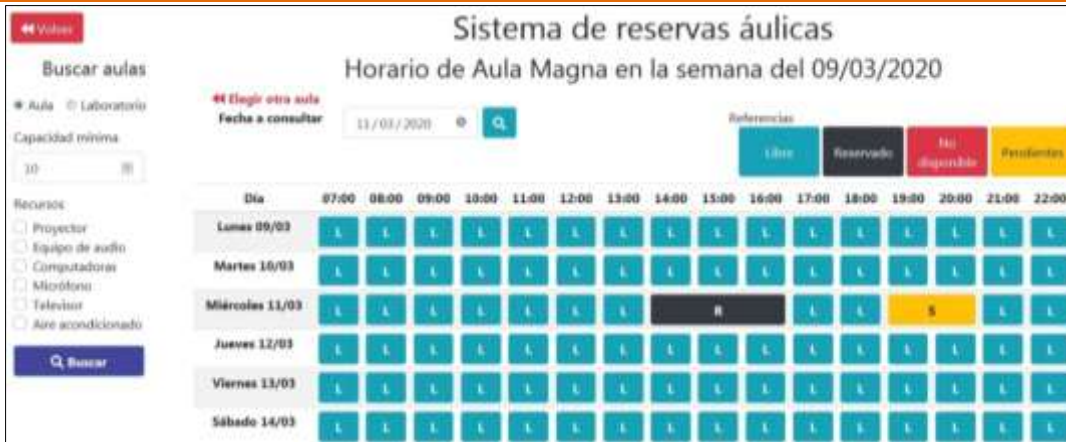 Volver
Sistema de reservas áulicas
Buscar aulas
Horario de Aula Magna en la semana del 09/03/2020
Aula Laboratorio
Elegir otra aula
Fecha a consultar
11/03/2020
Referencias
Libre
Reservado
No disponible
Pendientes
Capacidad mínima
10
Recursos
Proyector
Equipo de audio
Computadoras
Micrófono
Televisor
Aire acondicionado
Buscar
Día 07:00 08:00 09:00 10:00 11:00 12:00 13:00 14:00 15:00 16:00 17:00 18:00 19:00 20:00 21:00 22:00
Lunes 09/03 L L L L L L L L L L L L L L L L
Martes 10/03 L L L L L L L L L L L L L L L L
Miércoles 11/03 L L L L L L L R L L S L L
Jueves 12/03 L L L L L L L L L L L L L L L L
Viernes 13/03 L L L L L L L L L L L L L L L L
Sábado 14/03 L L L L L L L L L L L L L L L L